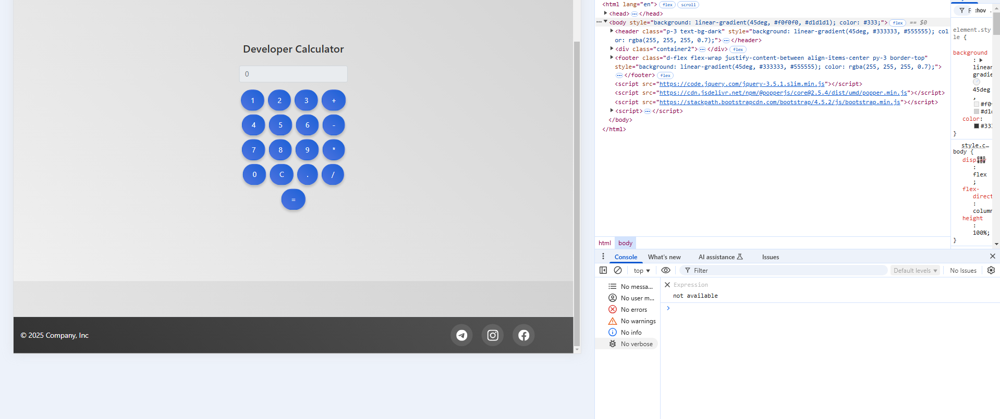 Developer Calculator
0
1 2 3 +
4 5 6 -
7 8 9 *
0 C . /
=
© 2025 Company, Inc
<html lang="en"> flex scroll
<head> ··· </head>
··· <body style="background: linear-gradient(45deg, #f0f0f0, #d1d1d1); color: #333;"> flex == $0
<header class="p-3 text-bg-dark" style="background: linear-gradient(45deg, #333333, #555555); col
or: rgba(255, 255, 255, 0.7);"> ··· </header>
<div class="container2"> ··· </div> flex
<footer class="d-flex flex-wrap justify-content-between align-items-center py-3 border-top"
style="background: linear-gradient(45deg, #333333, #555555); color: rgba(255, 255, 255, 0.7);">
··· </footer> flex
<script src="https://code.jquery.com/jquery-3.5.1.slim.min.js"></script>
<script src="https://cdn.jsdelivr.net/npm/@popperjs/core@2.5.4/dist/umd/popper.min.js"></script>
<script src="https://stackpath.bootstrapcdn.com/bootstrap/4.5.2/js/bootstrap.min.js"></script>
<script> ··· </script>
</body>
</html>
html body
F :hov .
element.sty
le {
background
:
linear
gradie
45deg
,
#f0
#d1d
color:
#33
}
style.c…
body {
disp
:
flex
;
flex-
direct
:
column
height
:
100%;
}
Console What's new AI assistance Issues
top Filter Default levels No Issues
No messa...
No user m...
No errors
No warnings
No info
No verbose
Expression
not available